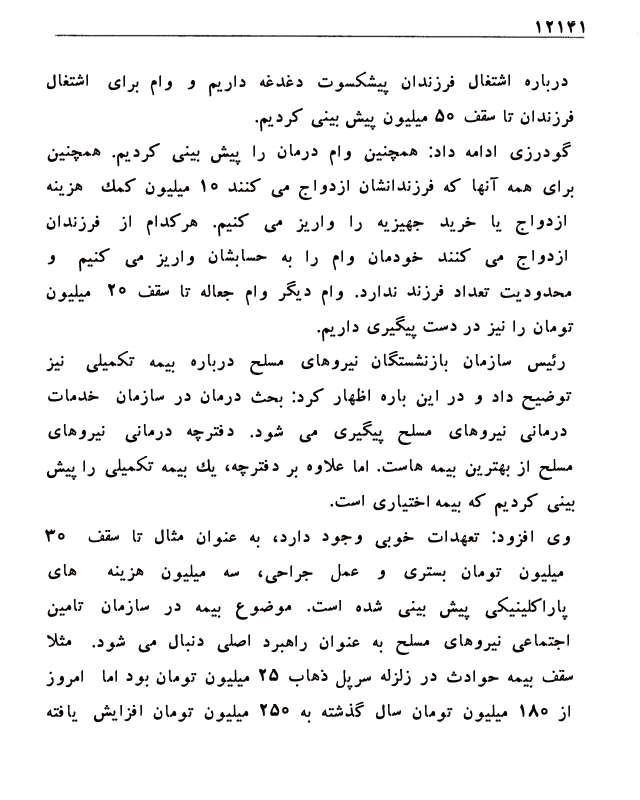 ۱۲۱۴۱
درباره اشتغال فرزندان پیشکسوت دغدغه داریم و وام برای اشتغال
فرزندان تا سقف ۵۰ میلیون پیش بینی کردیم.
گودرزی ادامه داد: همچنین وام درمان را پیش بینی کردیم. همچنین
برای همه آنها که فرزندانشان ازدواج می کنند ۱۰ میلیون کمك هزینه
ازدواج یا خرید جهیزیه را واریز می کنیم. هرکدام از فرزندان
ازدواج می کنند خودمان وام را به حسابشان واریز می کنیم و
محدودیت تعداد فرزند ندارد. وام دیگر وام جعاله تا سقف ۲۰ میلیون
تومان را نیز در دست پیگیری داریم.
رئیس سازمان بازنشستگان نیروهای مسلح درباره بیمه تکمیلی نیز
توضیح داد و در این باره اظهار کرد: بحث درمان در سازمان خدمات
درمانی نیروهای مسلح پیگیری می شود. دفترچه درمانی نیروهای
مسلح از بهترین بیمه هاست. اما علاوه بر دفترچه، یك بیمه تکمیلی را پیش
بینی کردیم که بیمه اختیاری است.
وی افزود: تعهدات خوبی وجود دارد، به عنوان مثال تا سقف ۳۰
میلیون تومان بستری و عمل جراحی، سه میلیون هزینه های
پاراکلینیکی پیش بینی شده است. موضوع بیمه در سازمان تامین
اجتماعی نیروهای مسلح به عنوان راهبرد اصلی دنبال می شود. مثلا
سقف بیمه حوادث در زلزله سرپل ذهاب ۲۵ میلیون تومان بود اما امروز
از ۱۸۰ میلیون تومان سال گذشته به ۲۵۰ میلیون تومان افزایش یافته